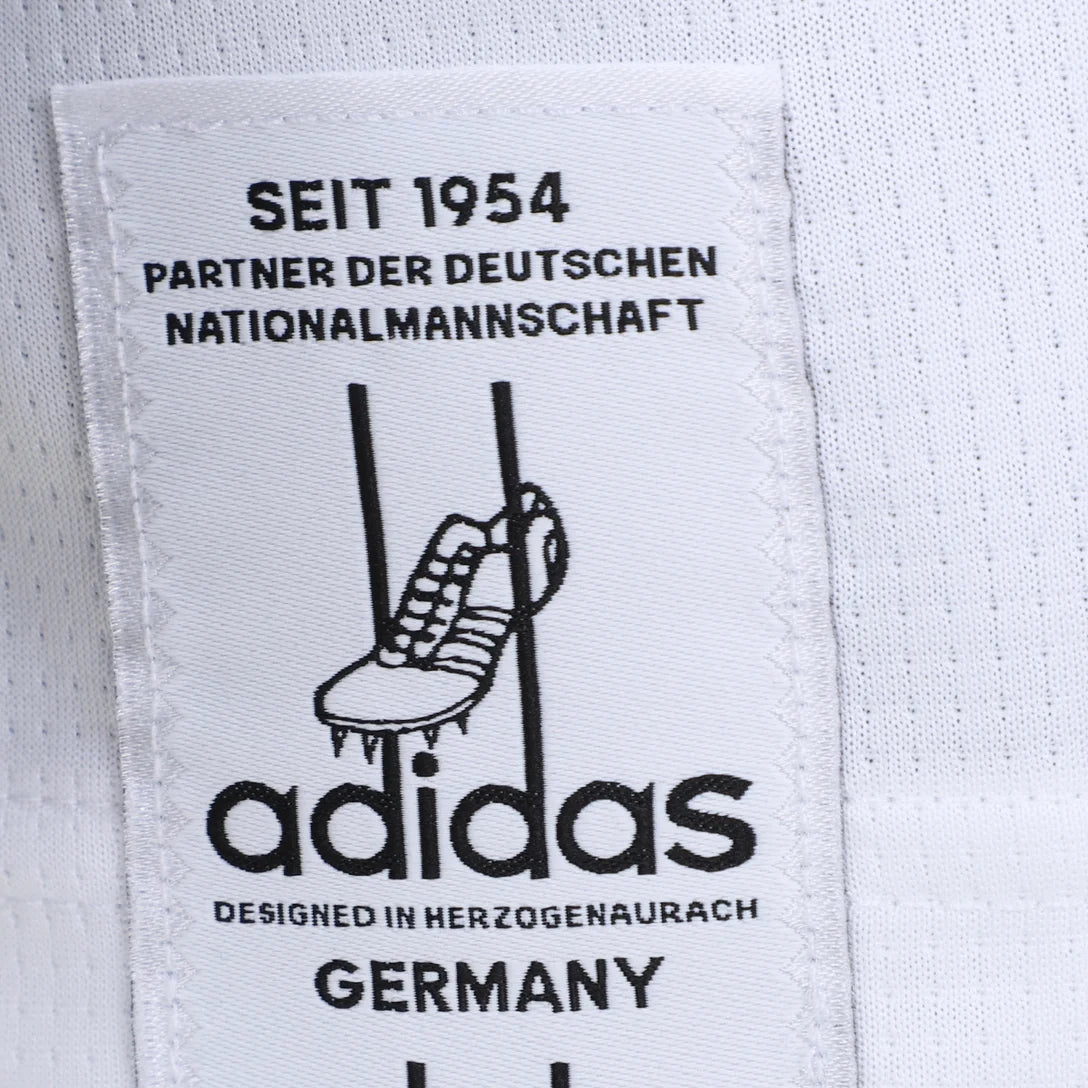 SEIT 1954
PARTNER DER DEUTSCHEN
NATIONALMANNSCHAFT
adidas
DESIGNED IN HERZOGENAURACH
GERMANY